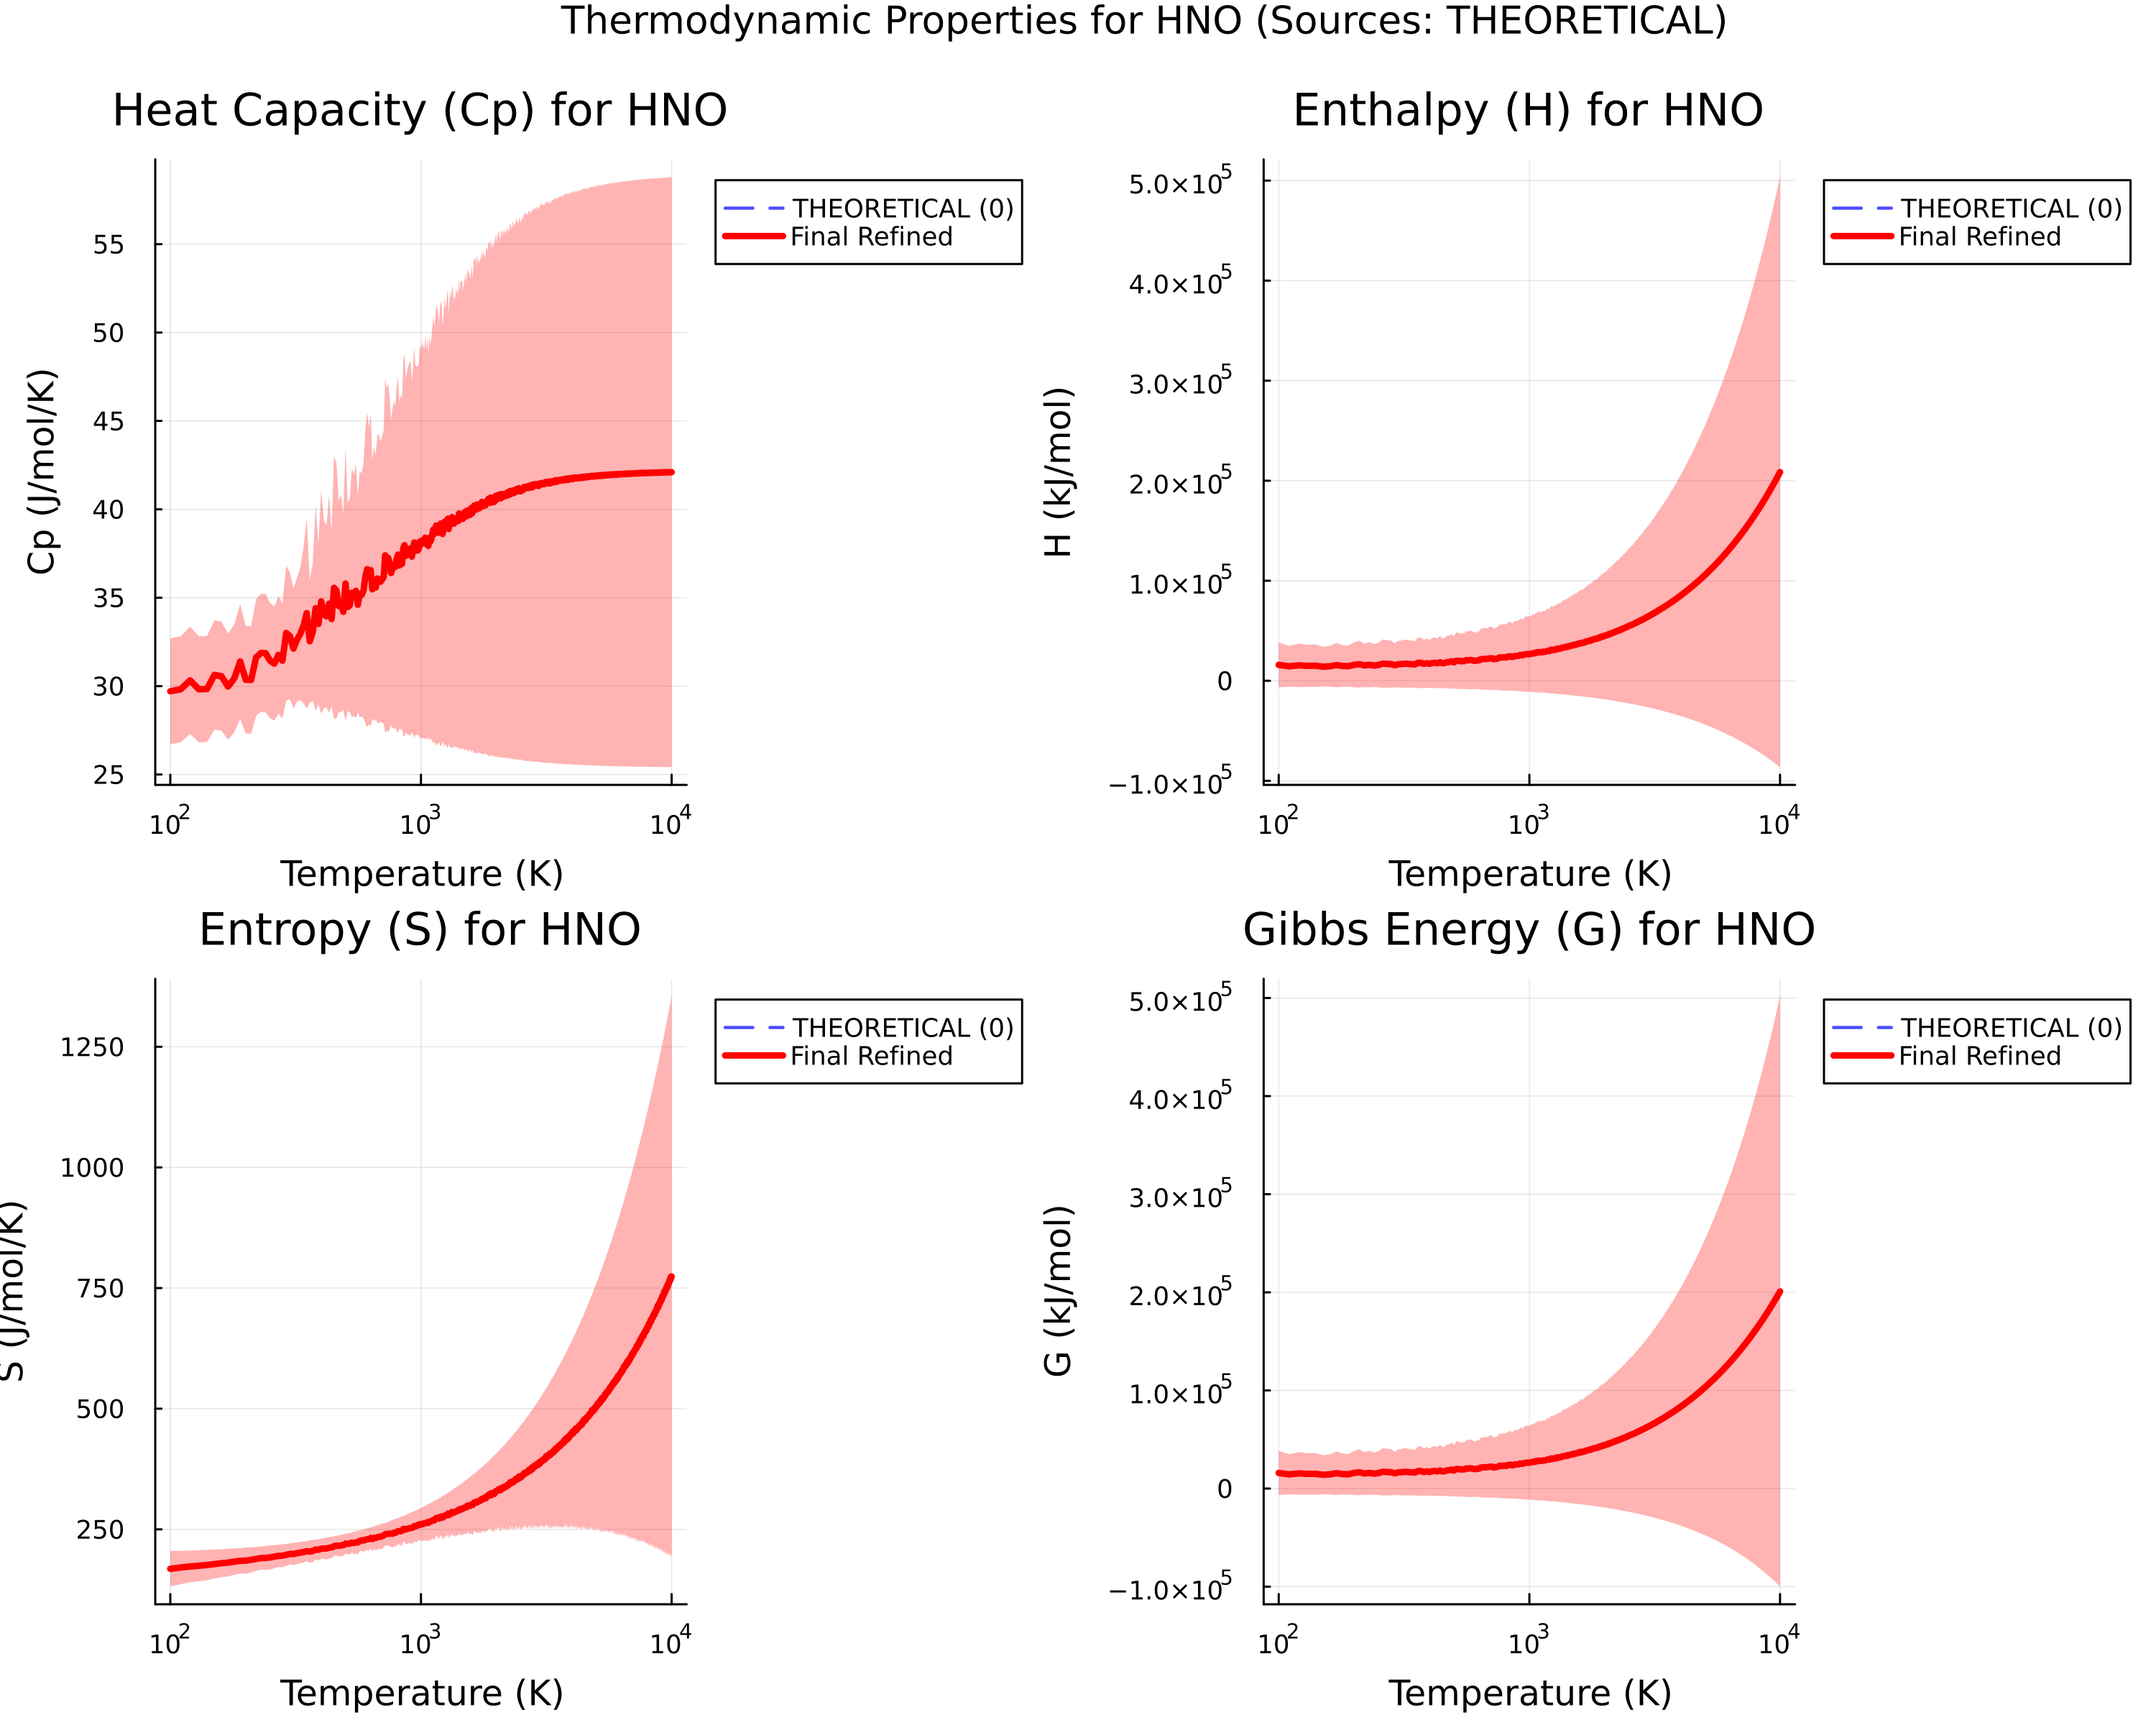 Thermodynamic Properties for HNO (Sources: THEORETICAL)
Heat Capacity (Cp) for HNO
Cp (J/mol/K)
55
50
45
40
35
30
25
10² 10³ 10⁴
Temperature (K)
THEORETICAL (0)
Final Refined
Enthalpy (H) for HNO
H (kJ/mol)
5.0×10⁵
4.0×10⁵
3.0×10⁵
2.0×10⁵
1.0×10⁵
0
−1.0×10⁵
10² 10³ 10⁴
Temperature (K)
THEORETICAL (0)
Final Refined
Entropy (S) for HNO
S (J/mol/K)
1250
1000
750
500
250
10² 10³ 10⁴
Temperature (K)
THEORETICAL (0)
Final Refined
Gibbs Energy (G) for HNO
G (kJ/mol)
5.0×10⁵
4.0×10⁵
3.0×10⁵
2.0×10⁵
1.0×10⁵
0
−1.0×10⁵
10² 10³ 10⁴
Temperature (K)
THEORETICAL (0)
Final Refined